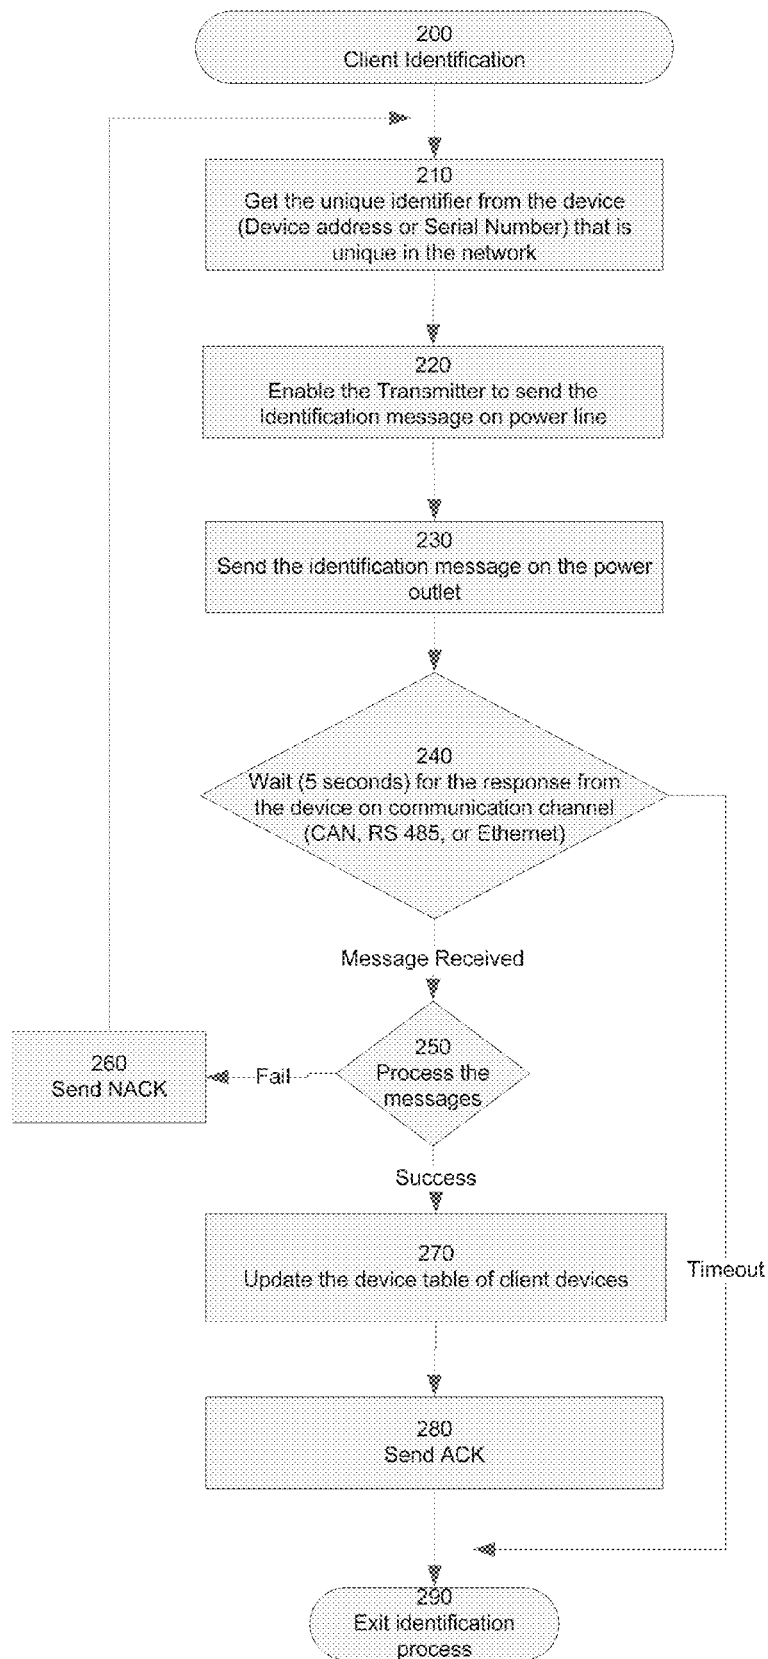 200
Client Identification
210
Get the unique identifier from the device
(Device address or Serial Number) that is
unique in the network
220
Enable the Transmitter to send the
Identification message on power line
230
Send the identification message on the power
outlet
240
Wait (5 seconds) for the response from
the device on communication channel
(CAN, RS 485, or Ethernet)
Message Received
250
Process the
messages
Fail
260
Send NACK
Success
270
Update the device table of client devices
Timeout
280
Send ACK
290
Exit identification
process